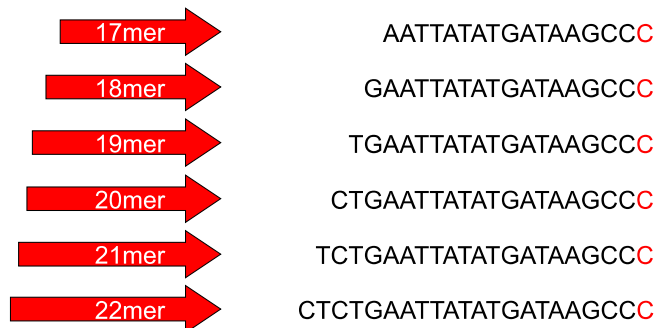 17mer AATTATATGATAAGCCC
18mer GAATTATATGATAAGCCC
19mer TGAATTATATGATAAGCCC
20mer CTGAATTATATGATAAGCCC
21mer TCTGAATTATATGATAAGCCC
22mer CTCTGAATTATATGATAAGCCC